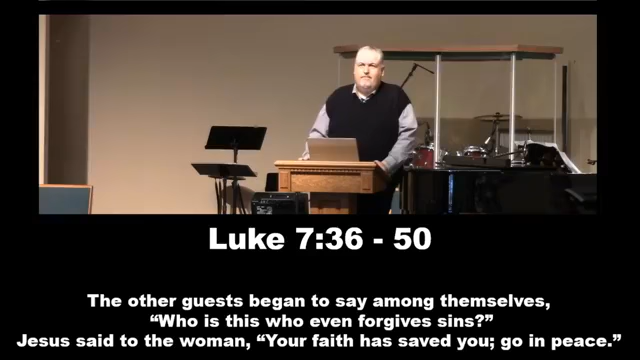 Luke 7:36 - 50
The other guests began to say among themselves,
“Who is this who even forgives sins?”
Jesus said to the woman, “Your faith has saved you; go in peace.”